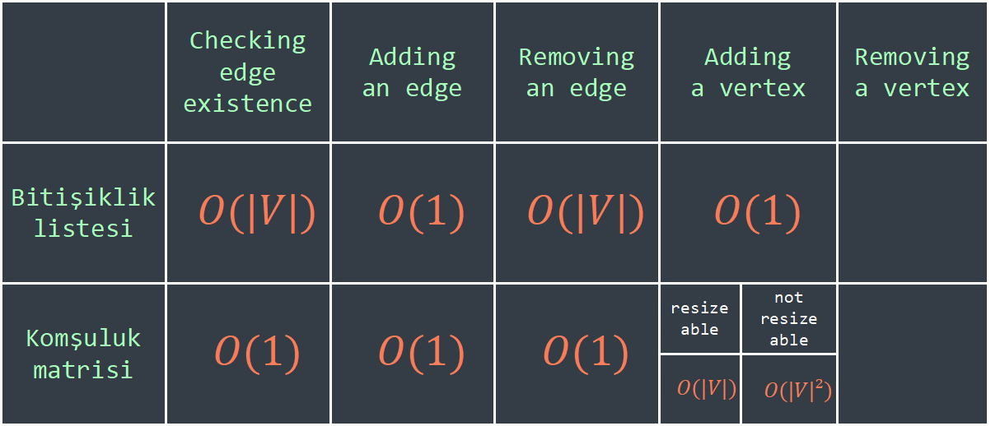 Checking
edge
existence
Adding
an edge
Removing
an edge
Adding
a vertex
Removing
a vertex
Bitişiklik
listesi
O(|V|)
O(1)
O(|V|)
O(1)
Komşuluk
matrisi
O(1)
O(1)
O(1)
resize
able
not
resize
able
O(|V|)
O(|V|²)